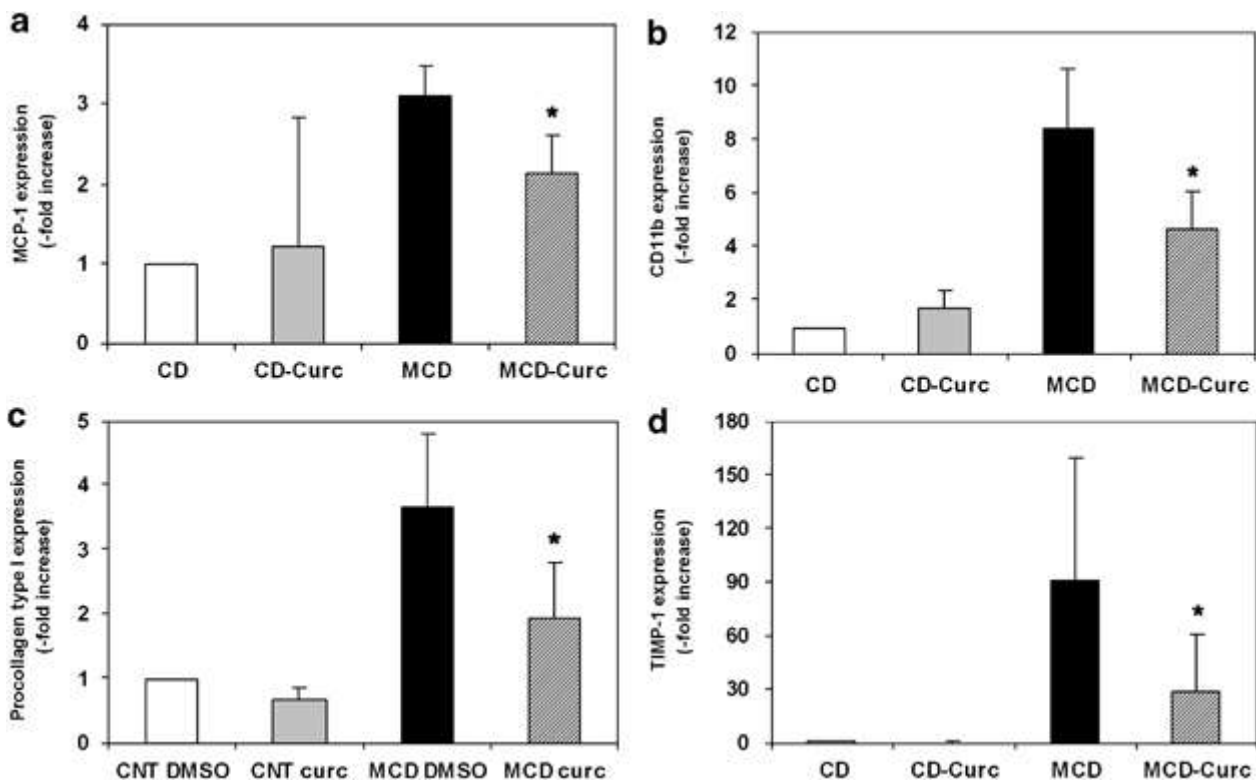 a
MCP-1 expression
(-fold increase)
4
3
2
1
0
*
CD CD-Curc MCD MCD-Curc
b
CD11b expression
(-fold increase)
12
10
8
6
4
2
0
*
CD CD-Curc MCD MCD-Curc
c
Procollagen type I expression
(-fold increase)
5
4
3
2
1
0
*
CNT DMSO CNT curc MCD DMSO MCD curc
d
TIMP-1 expression
(-fold increase)
180
150
120
90
60
30
0
*
CD CD-Curc MCD MCD-Curc